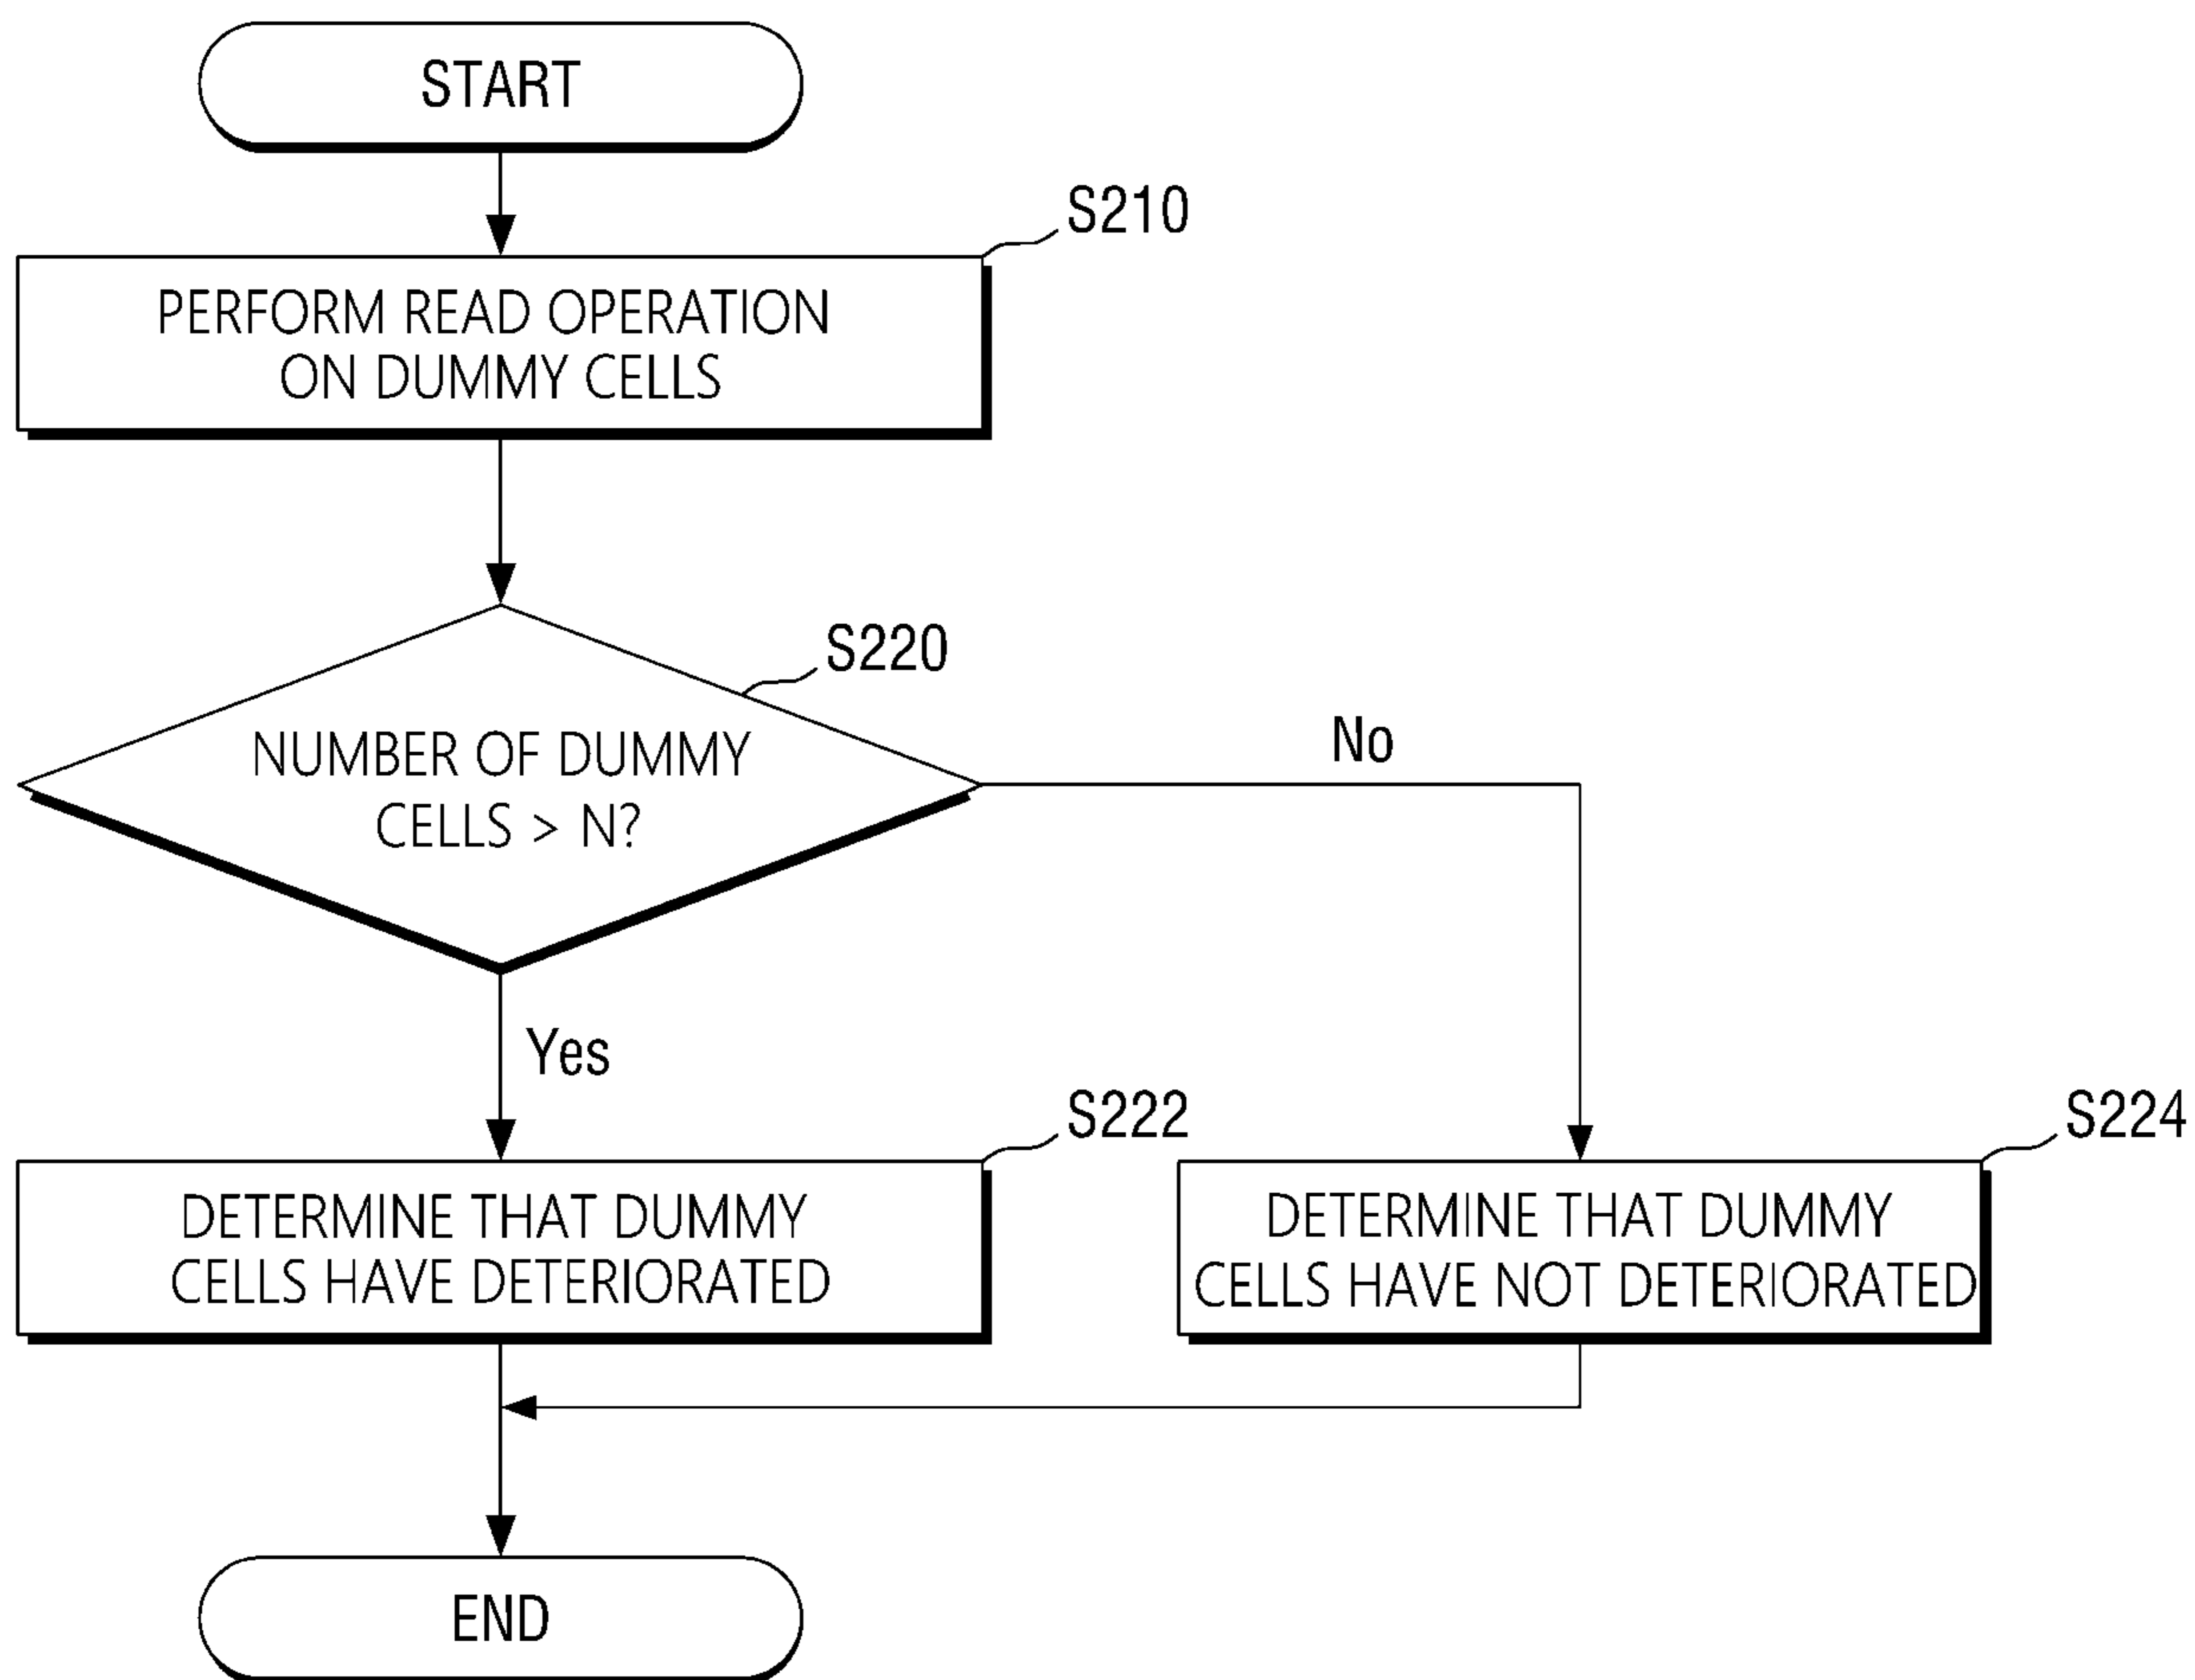 START
S210
PERFORM READ OPERATION
ON DUMMY CELLS
S220
NUMBER OF DUMMY
CELLS > N?
No
Yes
S222
DETERMINE THAT DUMMY
CELLS HAVE DETERIORATED
S224
DETERMINE THAT DUMMY
CELLS HAVE NOT DETERIORATED
END